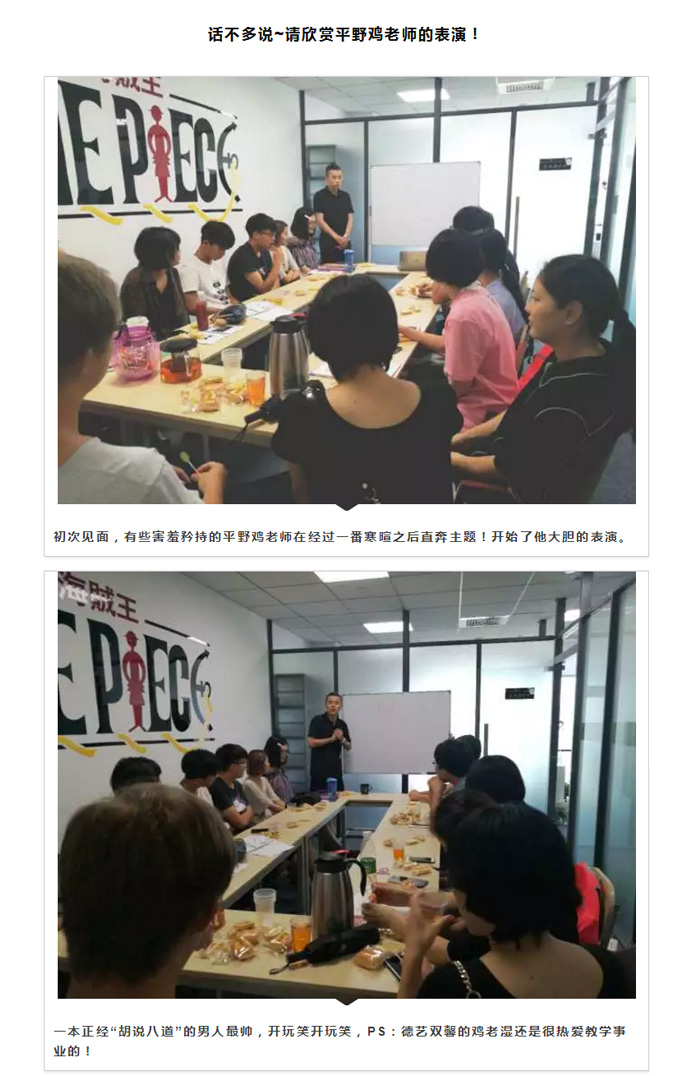 话不多说~请欣赏平野鸡老师的表演！
海贼王
NE PIECE
初次见面，有些害羞矜持的平野鸡老师在经过一番寒暄之后直奔主题！开始了他大胆的表演。
海贼王
E PIECE
一本正经“胡说八道”的男人最帅，开玩笑开玩笑，PS：德艺双馨的鸡老湿还是很热爱教学事
业的！